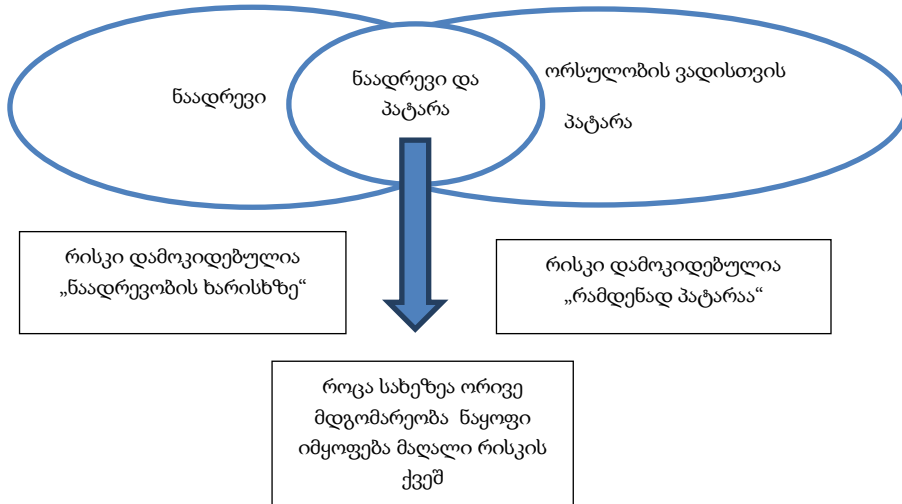 ნაადრევი
ნაადრევი და
პატარა
ორსულობის ვადისთვის
პატარა
რისკი დამოკიდებულია
„ნაადრევობის ხარისხზე“
რისკი დამოკიდებულია
„რამდენად პატარაა“
როცა სახეზეა ორივე
მდგომარეობა ნაყოფი
იმყოფება მაღალი რისკის
ქვეშ